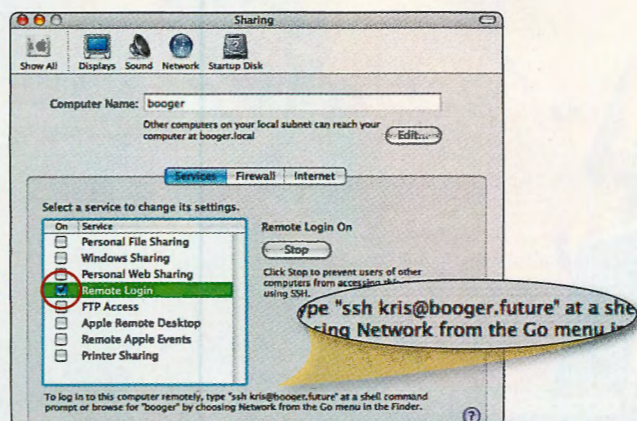 Sharing
Show All Displays Sound Network Startup Disk
Computer Name: booger
Other computers on your local subnet can reach your
computer at booger.local
Edit...
Services Firewall Internet
Select a service to change its settings.
On Service
Personal File Sharing
Windows Sharing
Personal Web Sharing
Remote Login
FTP Access
Apple Remote Desktop
Remote Apple Events
Printer Sharing
Remote Login On
Stop
Click Stop to prevent users of other
computers from accessing
using SSH.
"ssh kris@booger.future" at a
Network from the Go menu
To log in to this computer remotely, type "ssh kris@booger.future" at a shell command
prompt or browse for "booger" by choosing Network from the Go menu in the Finder.
?